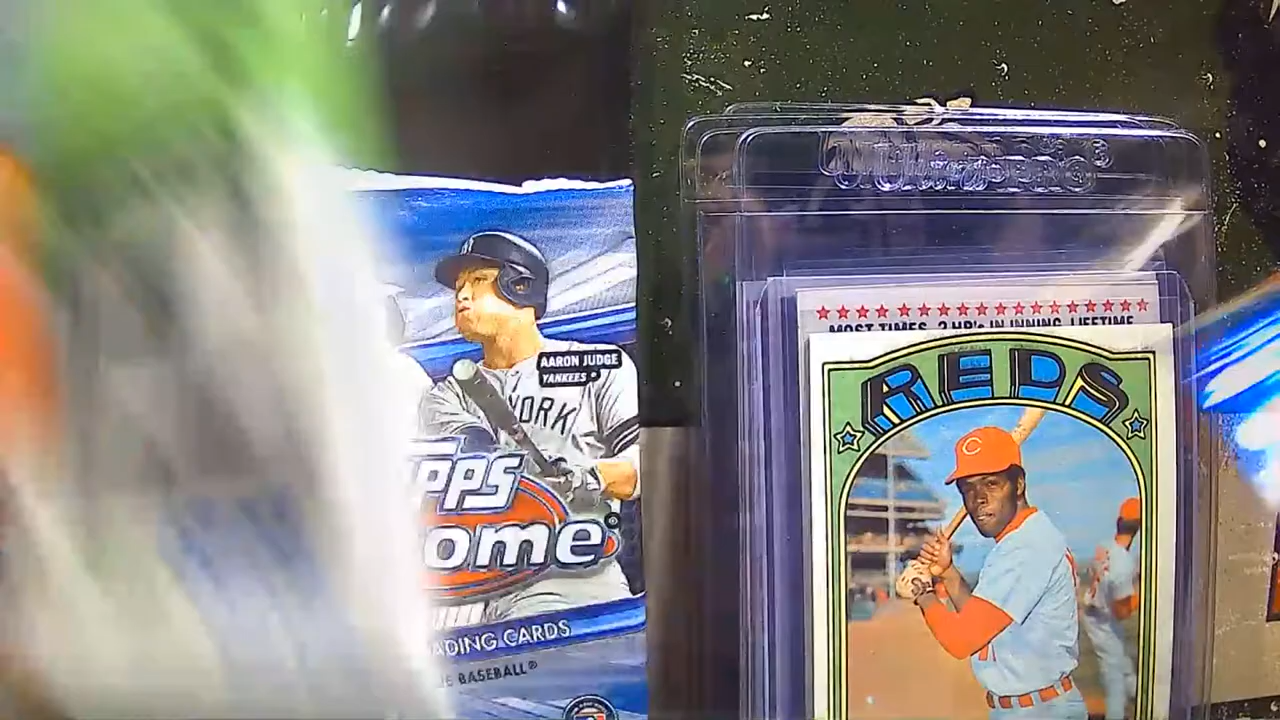 AARON JUDGE
YANKEES
YORK
PPS
ome®
ADING CARDS
BASEBALL®
MOST TIMES, 2 HR's IN INNING, LIFETIME
REDS
C